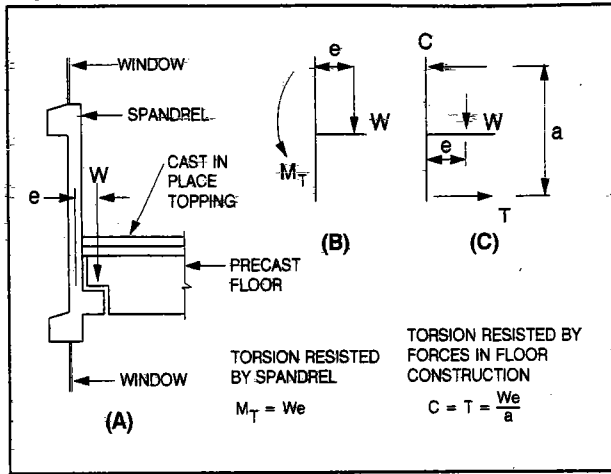 WINDOW
SPANDREL
CAST IN
PLACE
TOPPING
W
e
PRECAST
FLOOR
WINDOW
(A)
e
W
M_T
(B)
C
e
W
a
T
(C)
TORSION RESISTED
BY SPANDREL
M_T = We
TORSION RESISTED BY
FORCES IN FLOOR
CONSTRUCTION
C = T = We/a